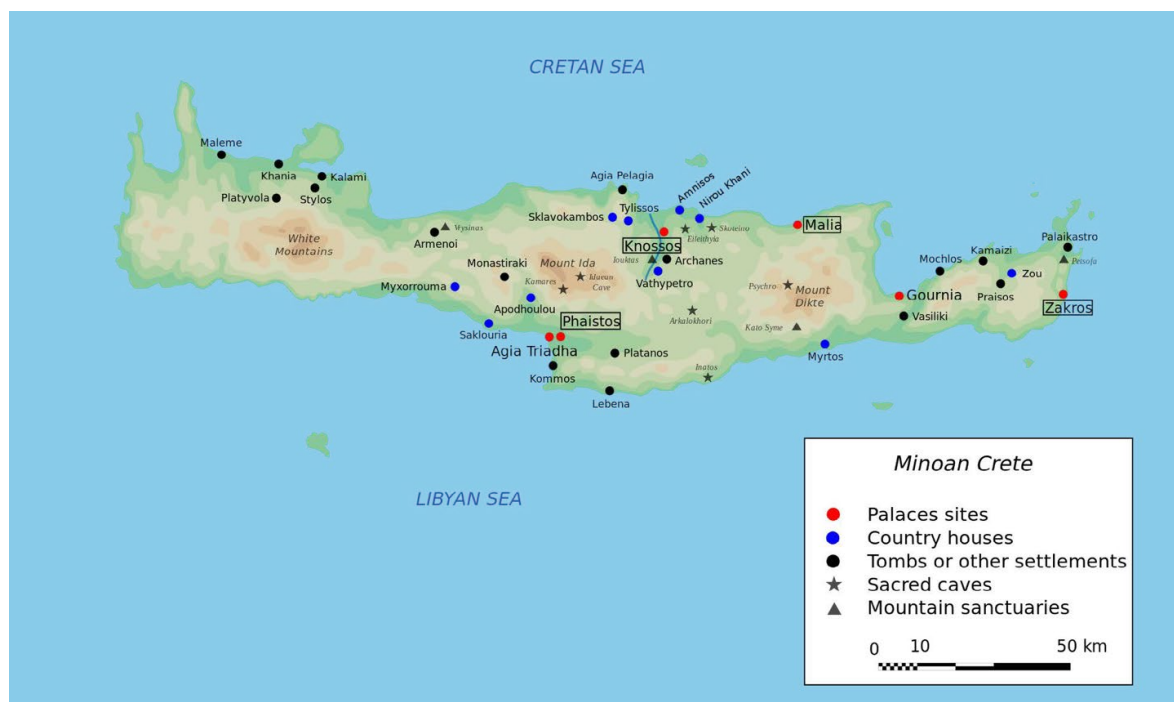 CRETAN SEA
Maleme
Khania
Kalami
Platyvola
Stylos
White
Mountains
Armenoi
Vrysinas
Agia Pelagia
Amnisos
Nirou Khani
Sklavokambos
Tylissos
Skoteino
Eileithyia
Malia
Knossos
Iouktas
Archanes
Vathypetro
Monastiraki
Mount Ida
Kamares
Idaean
Cave
Myxorrouma
Apodhoulou
Saklouria
Phaistos
Agia Triadha
Kommos
Platanos
Lebena
Arkalokhori
Inatos
Psychro
Mount
Dikte
Kato Syme
Myrtos
Mochlos
Kamaizi
Palaikastro
Petsofa
Zou
Praisos
Gournia
Vasiliki
Zakros
LIBYAN SEA
Minoan Crete
Palaces sites
Country houses
Tombs or other settlements
Sacred caves
Mountain sanctuaries
0 10 50 km